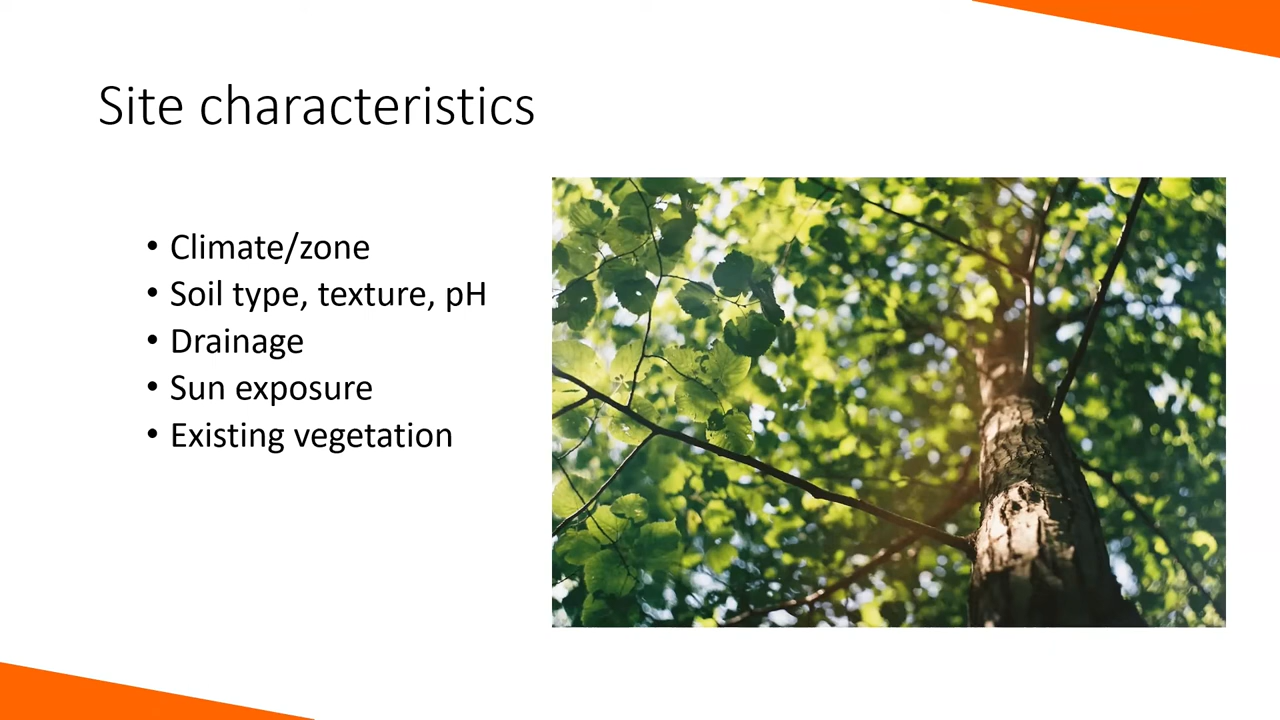 Site characteristics
• Climate/zone
• Soil type, texture, pH
• Drainage
• Sun exposure
• Existing vegetation